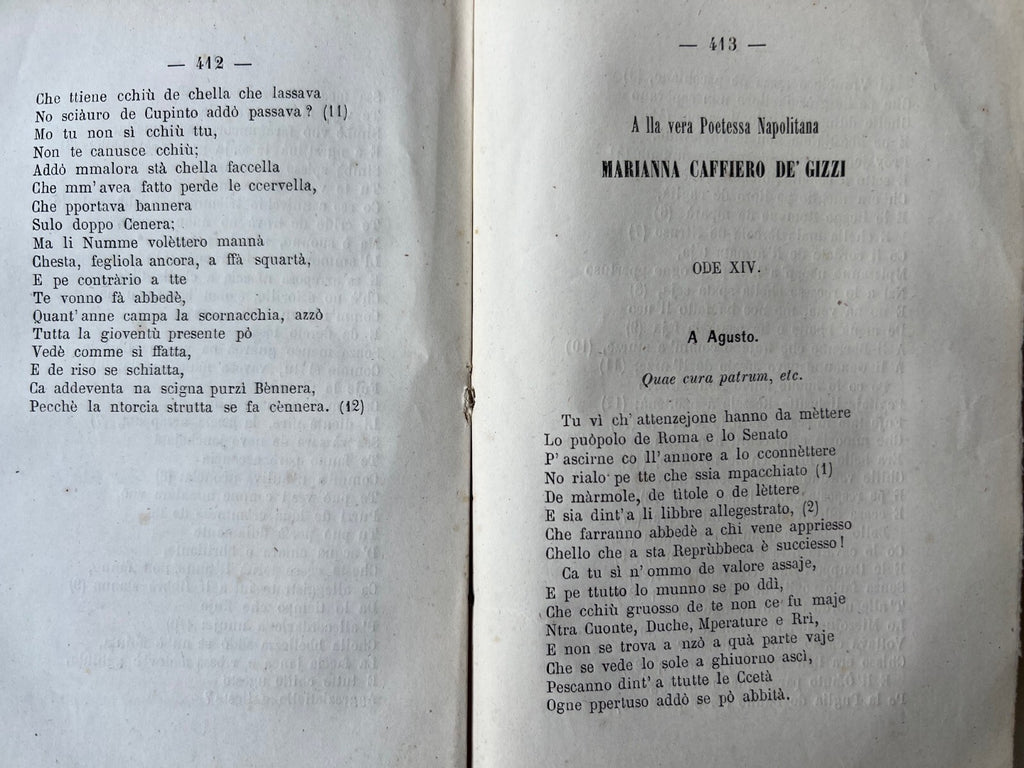 — 412 —
Che ttiene cchiù de chella che lassava
No sciàuro de Cupinto addò passava? (11)
Mo tu non sì cchiù ttu,
Non te canusce cchiù;
Addò mmalora stà chella faccella
Che mm'avea fatto perde le ccervella,
Che pportava bannera
Sulo doppo Cenera;
Ma li Numme volèttero mannà
Chesta, fegliola ancora, a ffà squartà,
E pe contràrio a tte
Te vonno fà abbedè,
Quant'anne campa la scornacchia, azzò
Tutta la gioventù presente pò
Vedè comme sì ffatta,
E de riso se schiatta,
Ca addeventa na scigna purzì Bènnera,
Pecchè la ntorcia strutta se fa cènnera. (12)
— 413 —
A lla vera Poetessa Napolitana
MARIANNA CAFFIERO DE' GIZZI
ODE XIV.
A Agusto.
Quae cura patrum, etc.
Tu vì ch'attenzejone hanno da mèttere
Lo puòpolo de Roma e lo Senato
P'ascirne co ll'annore a lo cconnèttere
No rialo pe tte che ssia mpacchiato (1)
De màrmole, de titole o de lèttere
E sia dint'a li libbre allegestrato, (2)
Che farranno abbedè a chi vene appriesso
Chello che a sta Reprùbbeca è successo!
Ca tu sì n'ommo de valore assaje,
E pe ttutto lo munno se po ddì,
Che cchiù gruosso de te non ce fu maje
Ntra Cuonte, Duche, Mperature e Rrì,
E non se trova a nzò a quà parte vaje
Che se vede lo sole a ghiuorno ascì,
Pescanno dint'a ttutte le Ccetà
Ogne ppertuso addò se pò abbità.